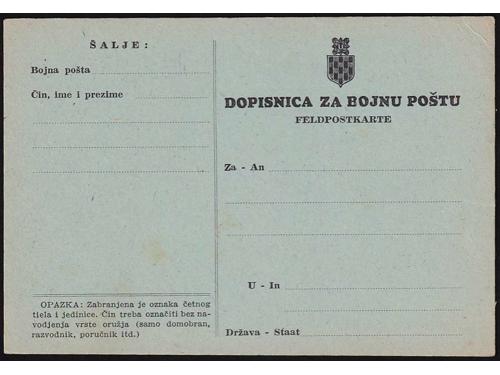 ŠALJE:
Bojna pošta
Čin, ime i prezime
OPAZKA: Zabranjena je oznaka četnog
tiela i jedinice. Čin treba označiti bez na-
vodjenja vrste oružja (samo domobran,
razvodnik, poručnik itd.)
DOPISNICA ZA BOJNU POŠTU
FELDPOSTKARTE
Za - An
U - In
Država - Staat